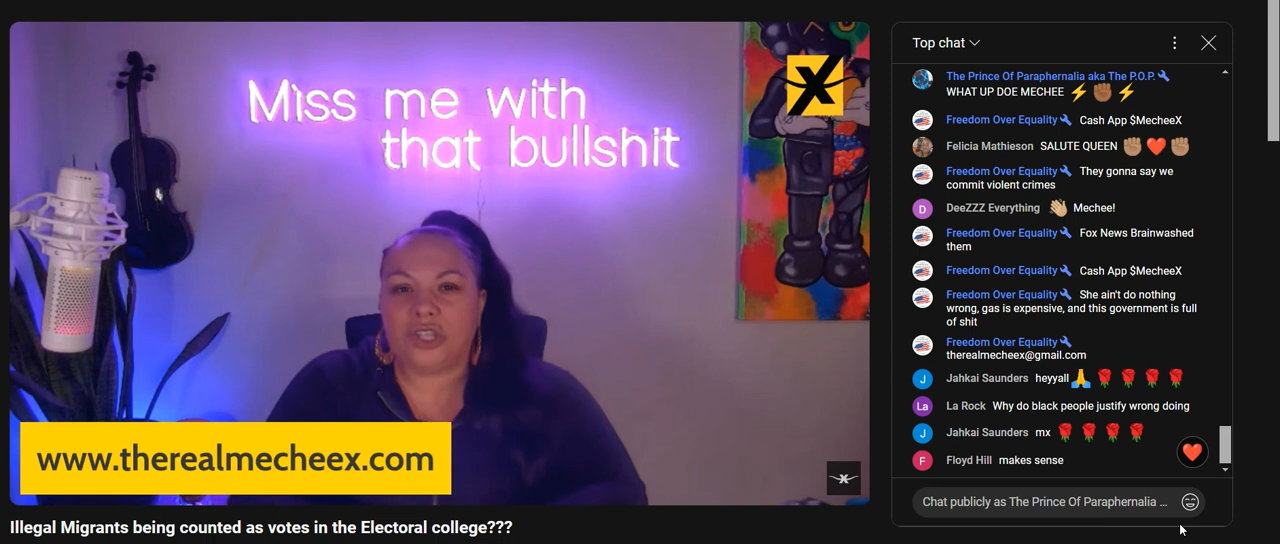 Miss me with
that bullshit
X
www.therealmecheex.com
Illegal Migrants being counted as votes in the Electoral college???
Top chat
The Prince Of Paraphernalia aka The P.O.P.
WHAT UP DOE MECHEE ⚡✊🏾⚡
Freedom Over Equality Cash App $MecheeX
Felicia Mathieson SALUTE QUEEN ✊🏽❤️✊🏽
Freedom Over Equality They gonna say we
commit violent crimes
D
DeeZZZ Everything 👋🏼 Mechee!
Freedom Over Equality Fox News Brainwashed
them
Freedom Over Equality Cash App $MecheeX
Freedom Over Equality She ain't do nothing
wrong, gas is expensive, and this government is full
of shit
Freedom Over Equality
therealmecheex@gmail.com
J
Jahkai Saunders heyyall🙏🌹🌹🌹🌹
La
La Rock Why do black people justify wrong doing
J
Jahkai Saunders mx 🌹🌹🌹🌹
F
Floyd Hill makes sense
Chat publicly as The Prince Of Paraphernalia ...